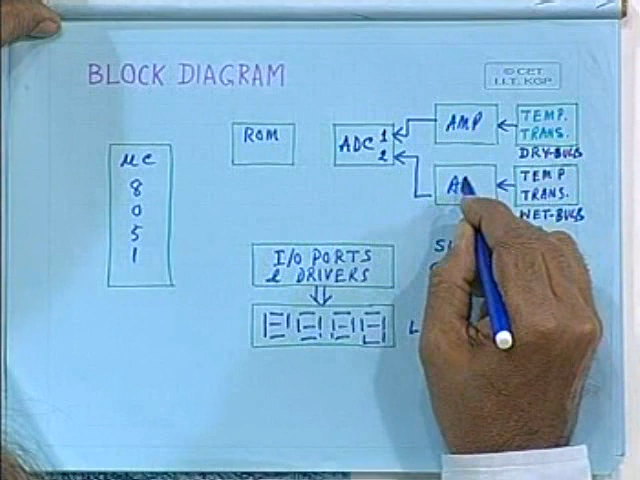 BLOCK DIAGRAM
© CET
I.I.T. KGP
μC
8
0
5
1
ROM
ADC 1
2
AMP
TEMP.
TRANS.
DRY-BULB
TEMP
TRANS.
WET-BULB
I/O PORTS
& DRIVERS
8888